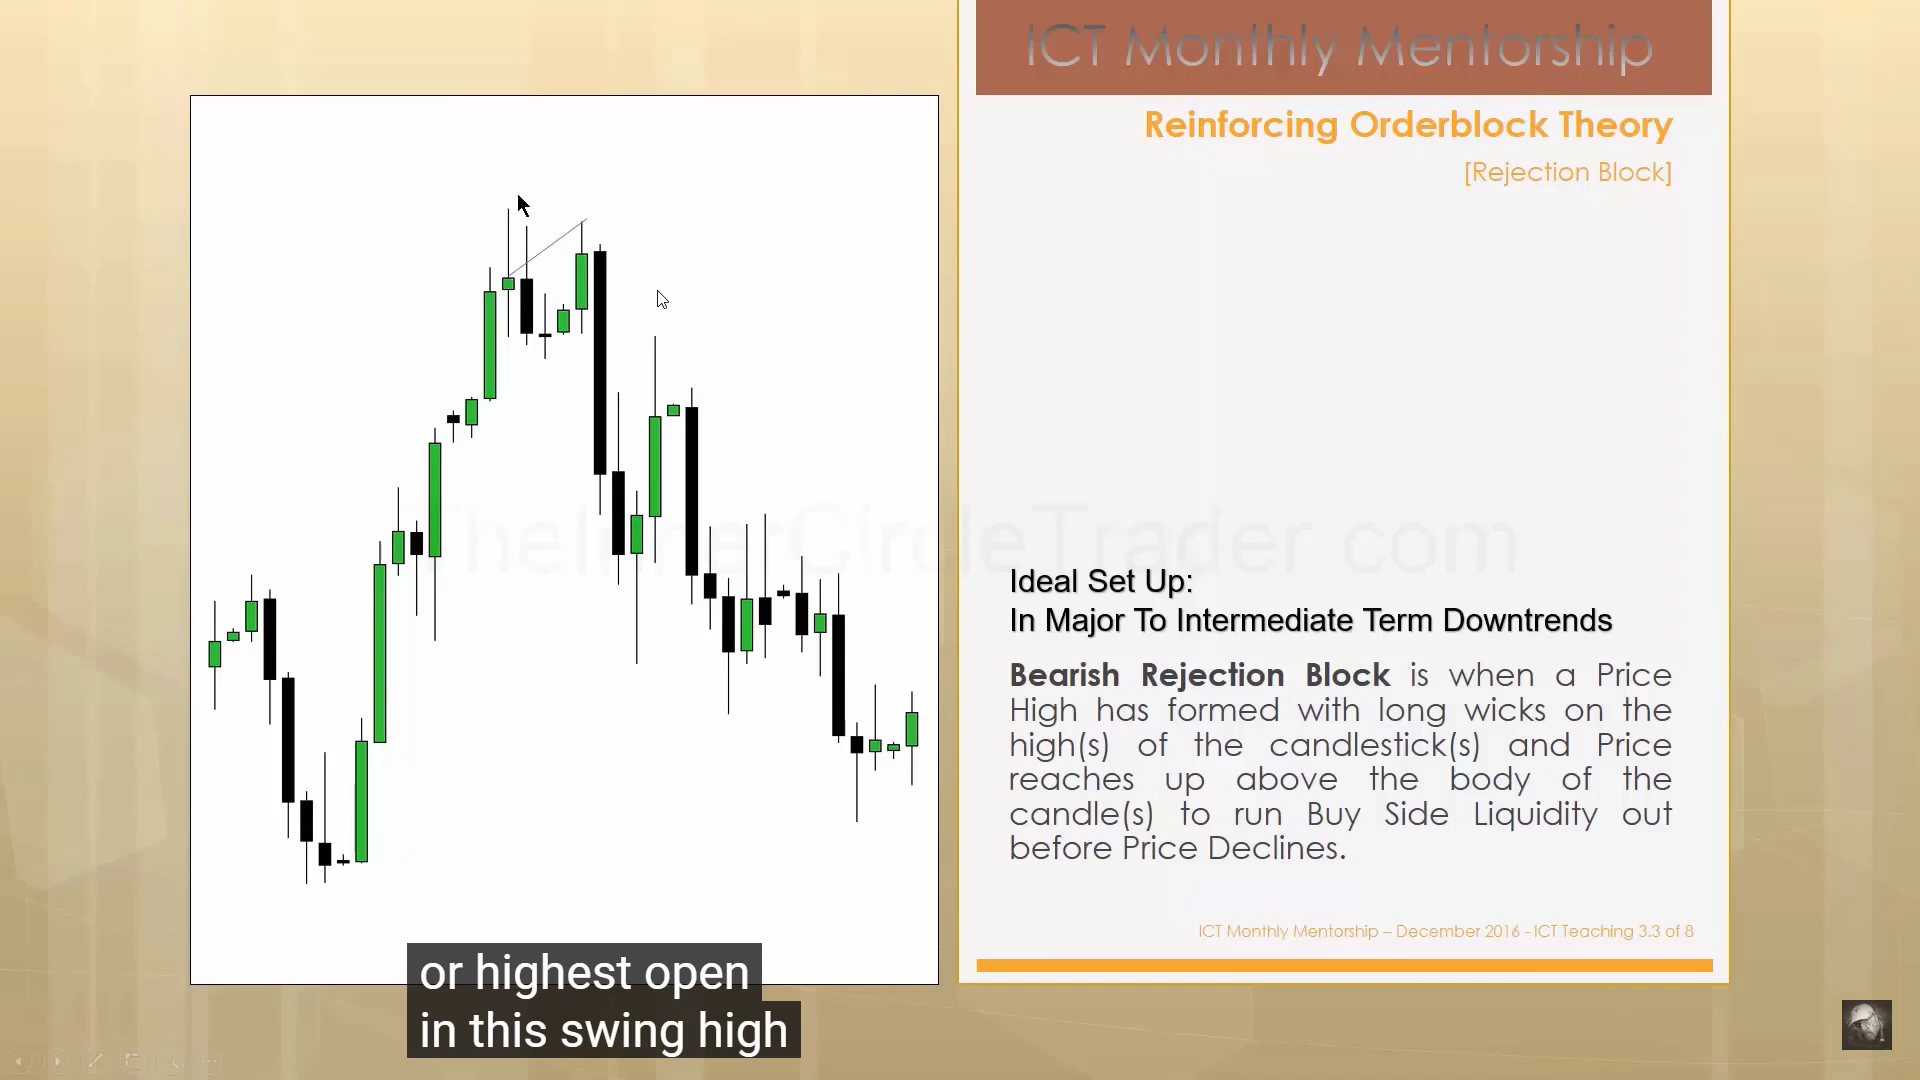 ICT Monthly Mentorship
Reinforcing Orderblock Theory
[Rejection Block]
TheInnerCircleTrader.com
Ideal Set Up:
In Major To Intermediate Term Downtrends
Bearish Rejection Block is when a Price
High has formed with long wicks on the
high(s) of the candlestick(s) and Price
reaches up above the body of the
candle(s) to run Buy Side Liquidity out
before Price Declines.
ICT Monthly Mentorship – December 2016 - ICT Teaching 3.3 of 8
or highest open
in this swing high